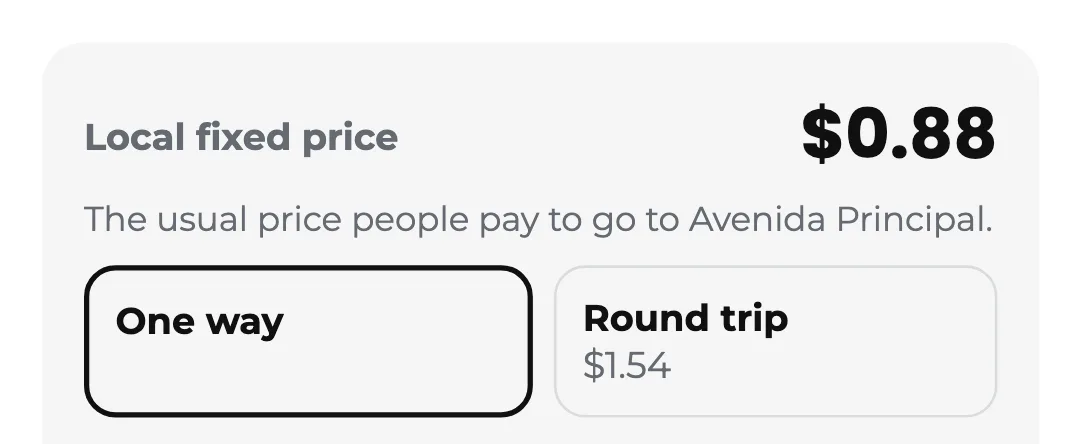 Local fixed price
$0.88
The usual price people pay to go to Avenida Principal.
One way
Round trip
$1.54